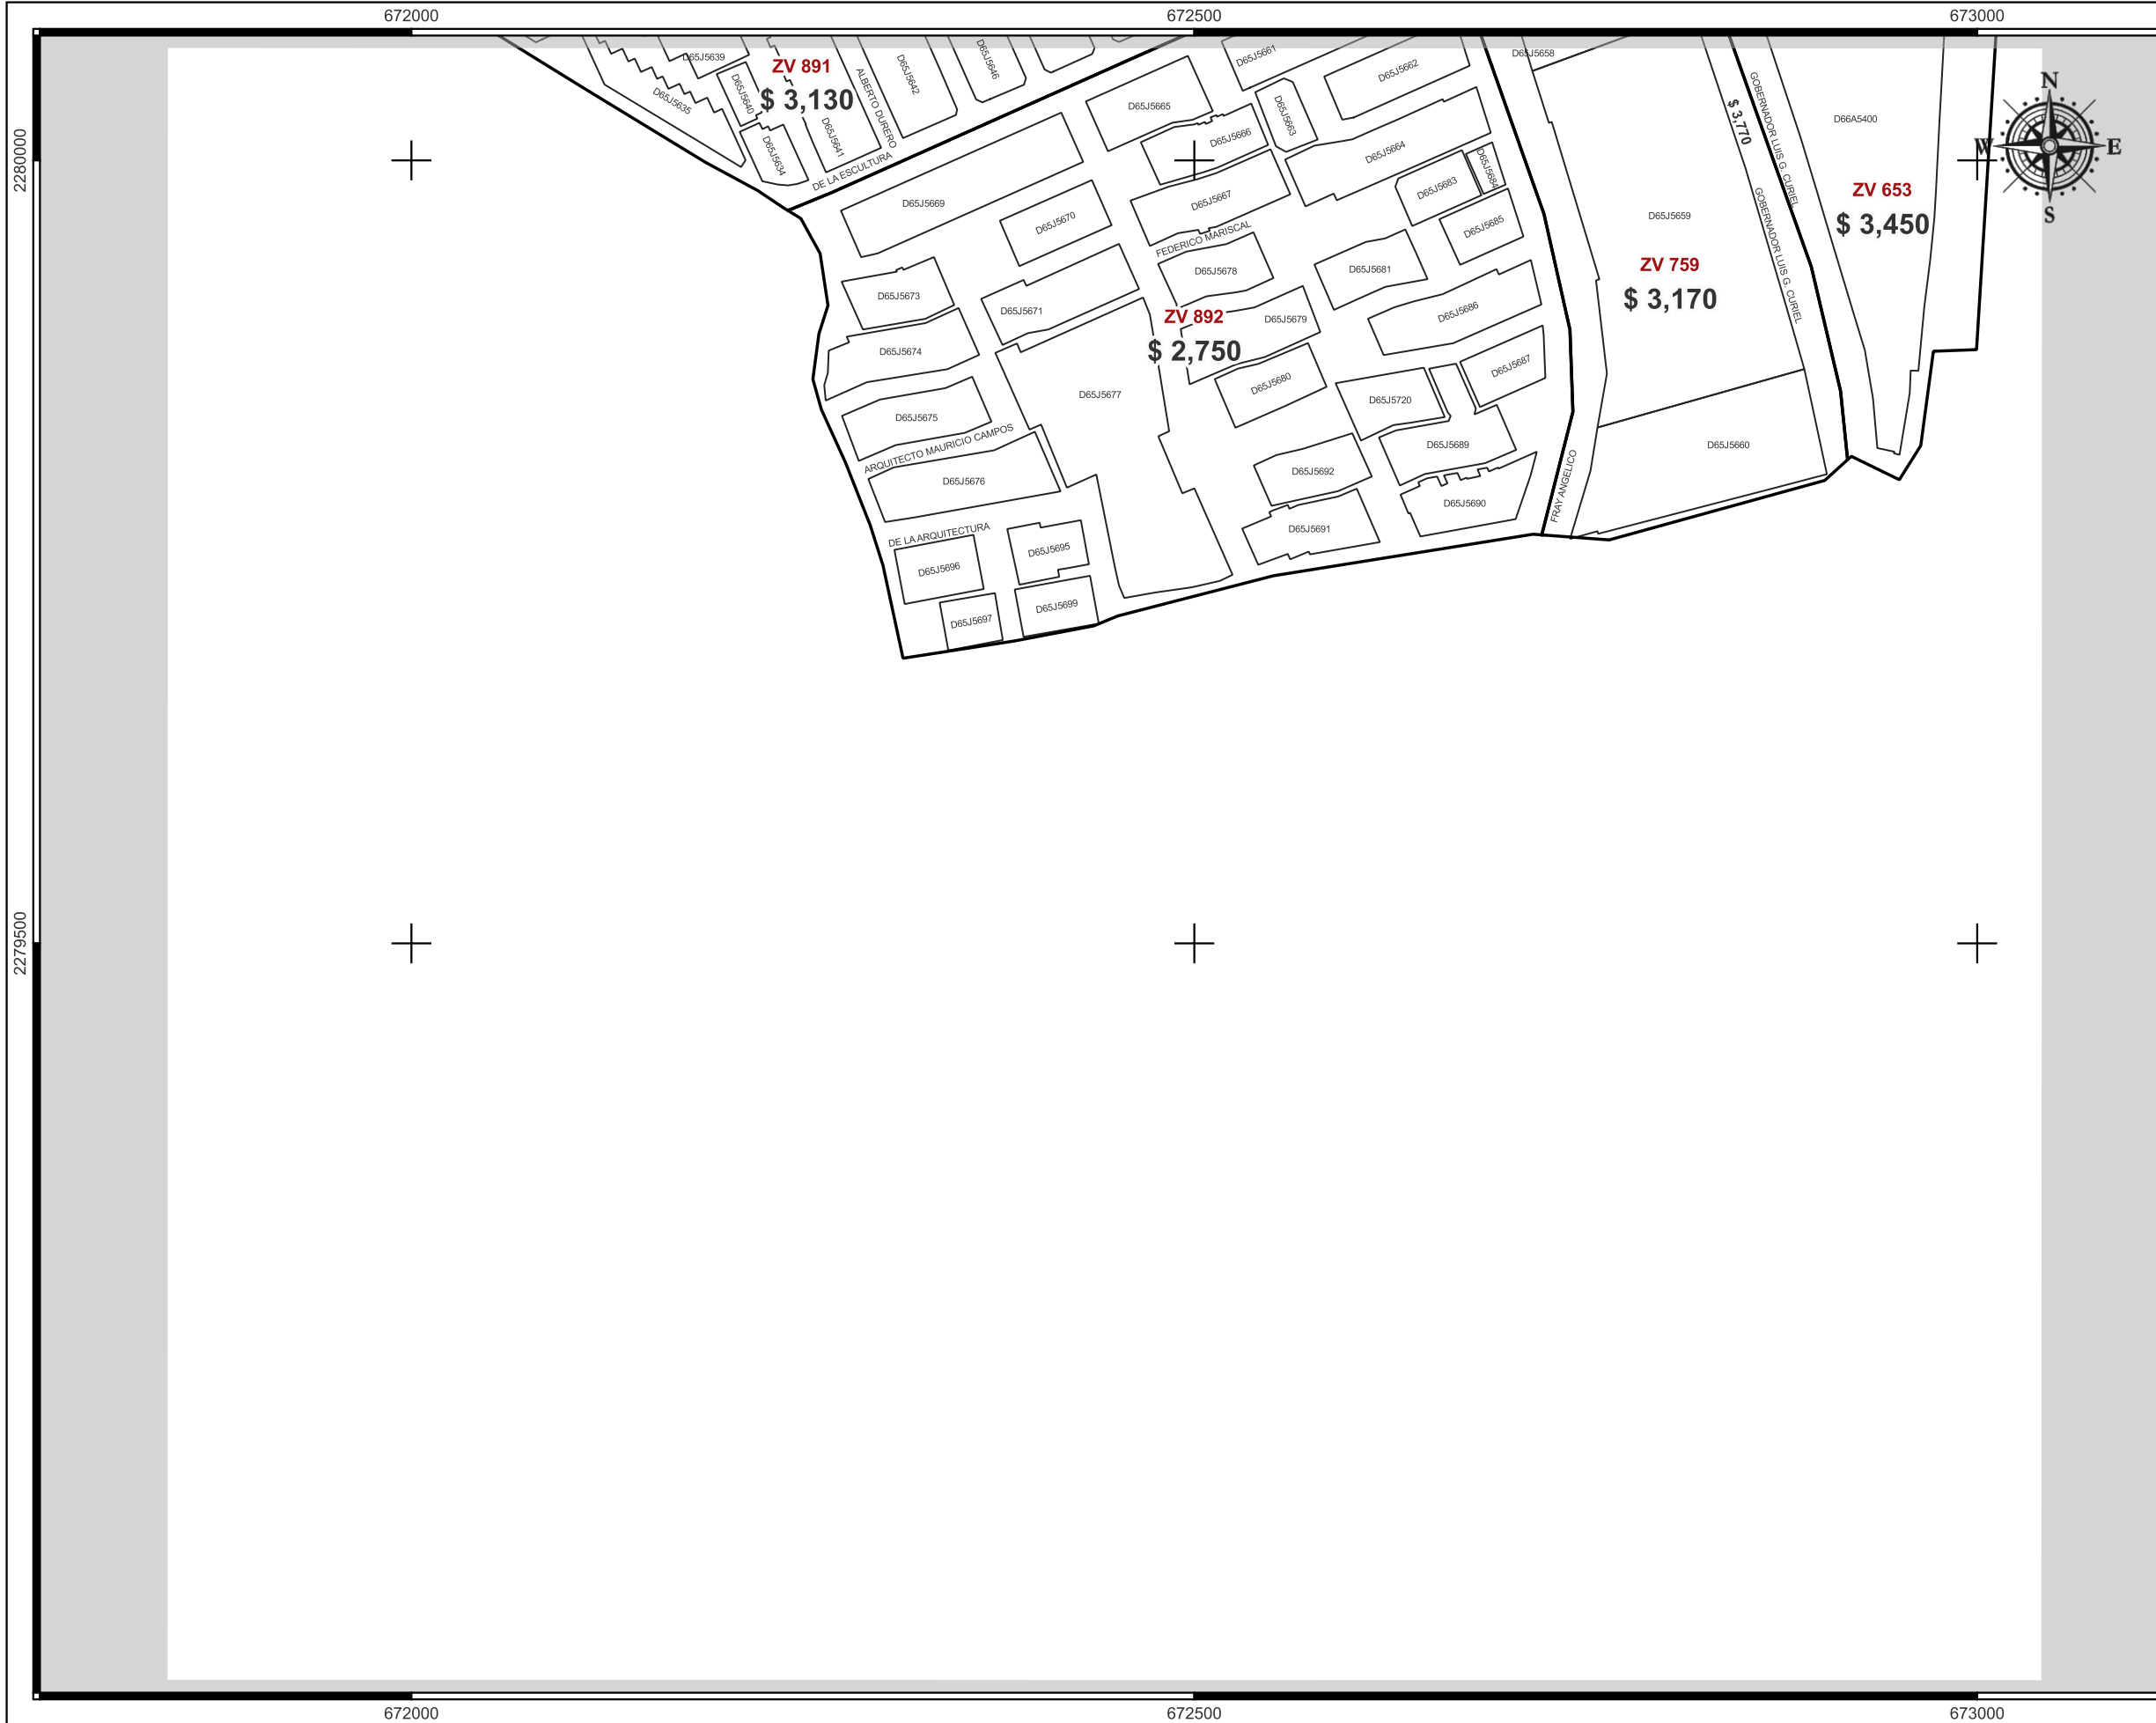 672000
672500
673000
2280000
2279500
D65J5639
ZV 891
$ 3,130
D65J5635
D65J5640
D65J5634
D65J5641
ALBERTO DURERO
D65J5642
D65J5646
DE LA ESCULTURA
D65J5661
D65J5662
D65J5658
D65J5665
D65J5666
D65J5663
D65J5664
D65J5669
D65J5670
D65J5667
D65J5683
D65J5684
D65J5685
FEDERICO MARISCAL
D65J5678
D65J5681
D65J5673
D65J5671
ZV 892
$ 2,750
D65J5679
D65J5686
D65J5674
D65J5677
D65J5680
D65J5687
D65J5720
D65J5675
ARQUITECTO MAURICIO CAMPOS
D65J5689
D65J5676
D65J5692
D65J5690
D65J5691
DE LA ARQUITECTURA
D65J5696
D65J5695
D65J5697
D65J5699
FRAY ANGELICO
D65J5659
ZV 759
$ 3,170
D65J5660
$ 3,770
GOBERNADOR LUIS G. CURIEL
GOBERNADOR LUIS G. CURIEL
D66A5400
ZV 653
$ 3,450
N
W
E
S
672000
672500
673000